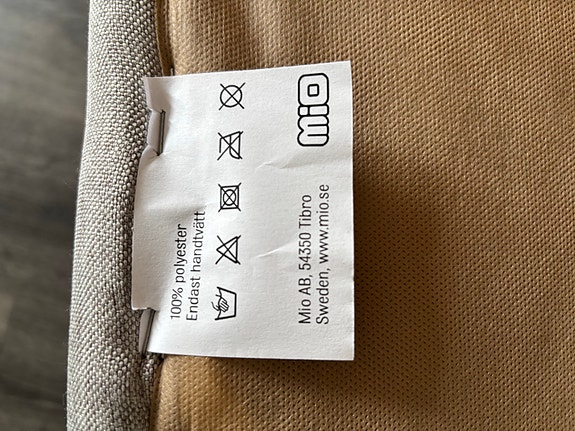 100% polyester
Endast handtvätt
Mio AB, 54350 Tibro
Sweden, www.mio.se
mio